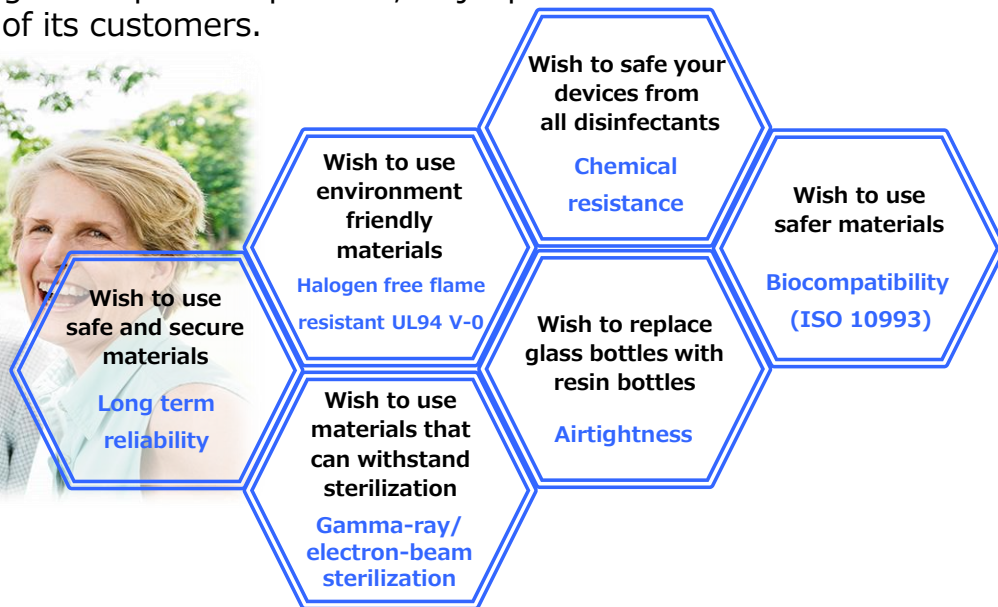 of its customers.
Wish to safe your
devices from
all disinfectants
Chemical
resistance
Wish to use
environment
friendly
materials
Halogen free flame
resistant UL94 V-0
Wish to use
safer materials
Biocompatibility
(ISO 10993)
Wish to use
safe and secure
materials
Long term
reliability
Wish to replace
glass bottles with
resin bottles
Airtightness
Wish to use
materials that
can withstand
sterilization
Gamma-ray/
electron-beam
sterilization